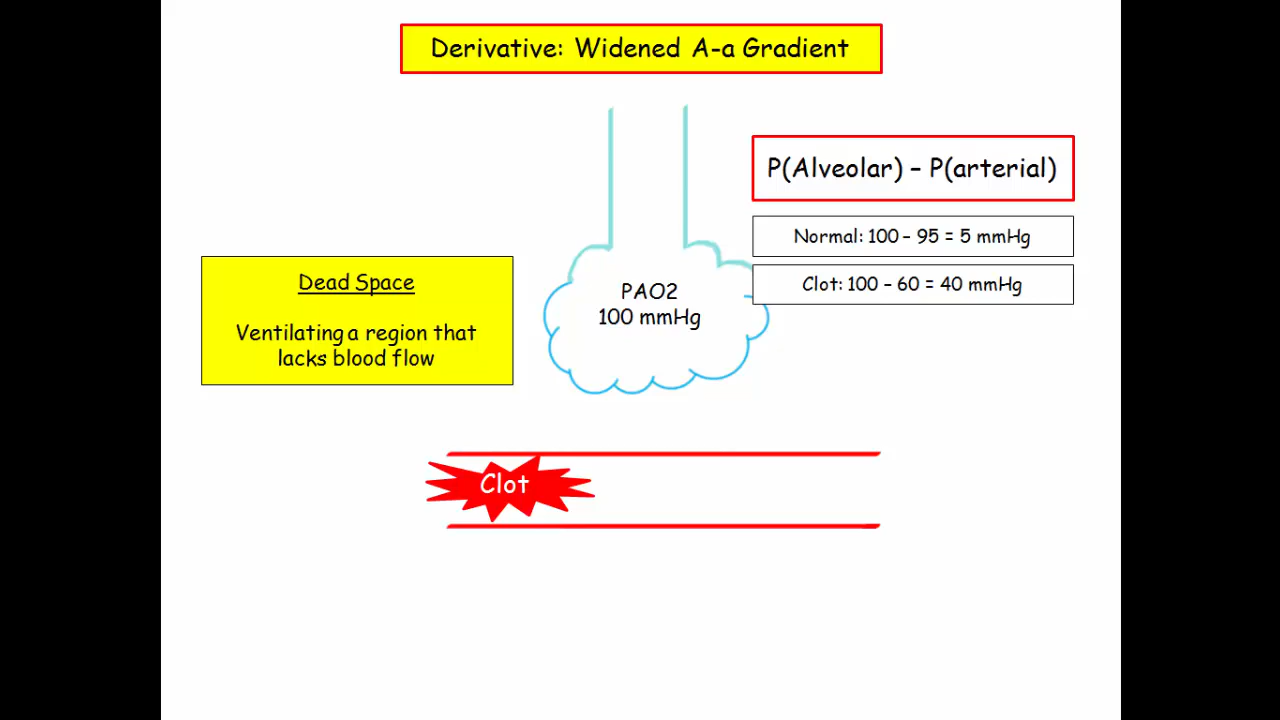 Derivative: Widened A-a Gradient
P(Alveolar) – P(arterial)
Normal: 100 – 95 = 5 mmHg
Clot: 100 – 60 = 40 mmHg
Dead Space
Ventilating a region that
lacks blood flow
PAO2
100 mmHg
Clot